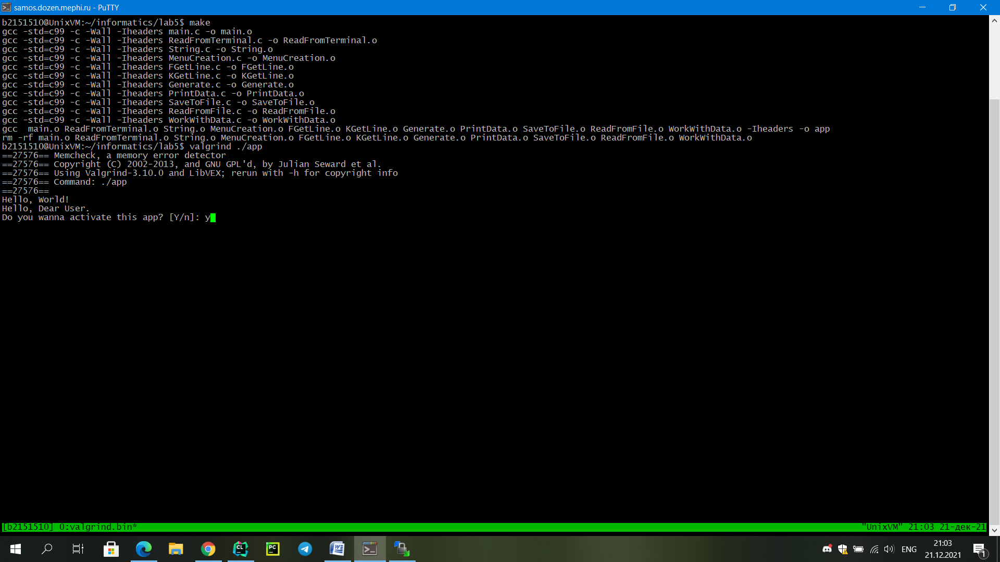 samos.dozen.mephi.ru - PuTTY
b2151510@UnixVM:~/informatics/lab5$ make
gcc -std=c99 -c -Wall -Iheaders main.c -o main.o
gcc -std=c99 -c -Wall -Iheaders ReadFromTerminal.c -o ReadFromTerminal.o
gcc -std=c99 -c -Wall -Iheaders String.c -o String.o
gcc -std=c99 -c -Wall -Iheaders MenuCreation.c -o MenuCreation.o
gcc -std=c99 -c -Wall -Iheaders FGetLine.c -o FGetLine.o
gcc -std=c99 -c -Wall -Iheaders KGetLine.c -o KGetLine.o
gcc -std=c99 -c -Wall -Iheaders Generate.c -o Generate.o
gcc -std=c99 -c -Wall -Iheaders PrintData.c -o PrintData.o
gcc -std=c99 -c -Wall -Iheaders SaveToFile.c -o SaveToFile.o
gcc -std=c99 -c -Wall -Iheaders ReadFromFile.c -o ReadFromFile.o
gcc -std=c99 -c -Wall -Iheaders WorkWithData.c -o WorkWithData.o
gcc  main.o ReadFromTerminal.o String.o MenuCreation.o FGetLine.o KGetLine.o Generate.o PrintData.o SaveToFile.o ReadFromFile.o WorkWithData.o -Iheaders -o app
rm -rf main.o ReadFromTerminal.o String.o MenuCreation.o FGetLine.o KGetLine.o Generate.o PrintData.o SaveToFile.o ReadFromFile.o WorkWithData.o
b2151510@UnixVM:~/informatics/lab5$ valgrind ./app
==27576== Memcheck, a memory error detector
==27576== Copyright (C) 2002-2013, and GNU GPL'd, by Julian Seward et al.
==27576== Using Valgrind-3.10.0 and LibVEX; rerun with -h for copyright info
==27576== Command: ./app
==27576==
Hello, World!
Hello, Dear User.
Do you wanna activate this app? [Y/n]: y
[b2151510] 0:valgrind.bin* "UnixVM" 21:03 21-дек-21
CL PC ENG 21:03 1
21.12.2021